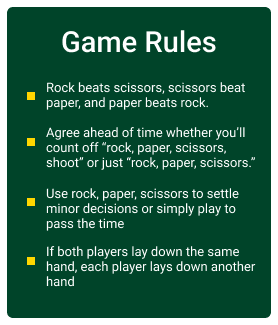 Game Rules
Rock beats scissors, scissors beat
paper, and paper beats rock.
Agree ahead of time whether you’ll
count off “rock, paper, scissors,
shoot” or just “rock, paper, scissors.”
Use rock, paper, scissors to settle
minor decisions or simply play to
pass the time
If both players lay down the same
hand, each player lays down another
hand